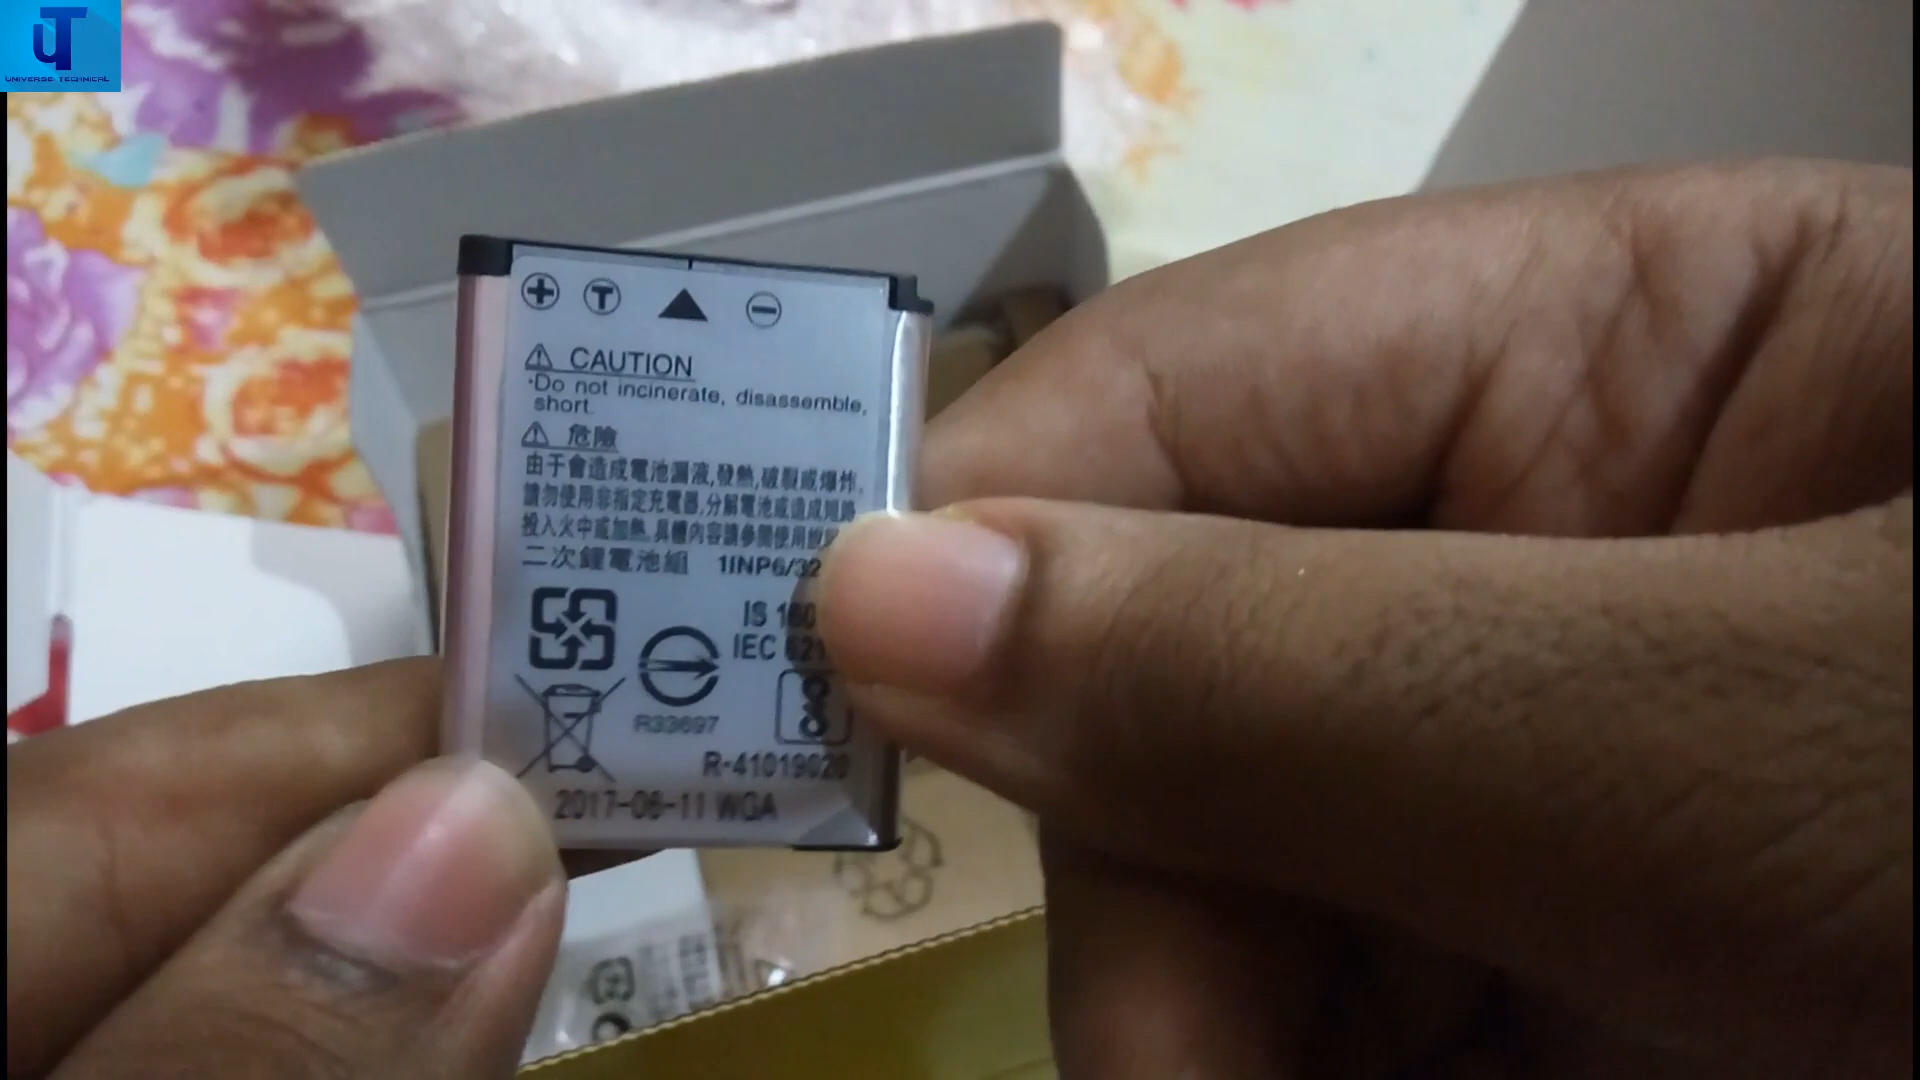 UT
UNIVERSE TECHNICAL
+ T ▲ −
⚠ CAUTION
·Do not incinerate, disassemble,
short.
⚠ 危險
由于會造成電池漏液,發熱,破裂或爆炸,
請勿使用非指定充電器,分解電池或造成短路
投入火中或加熱.具體內容請參閱使用說
二次鋰電池組 1INP6/32
IS
IEC
R33697
R-41019028
2017-06-11 WGA